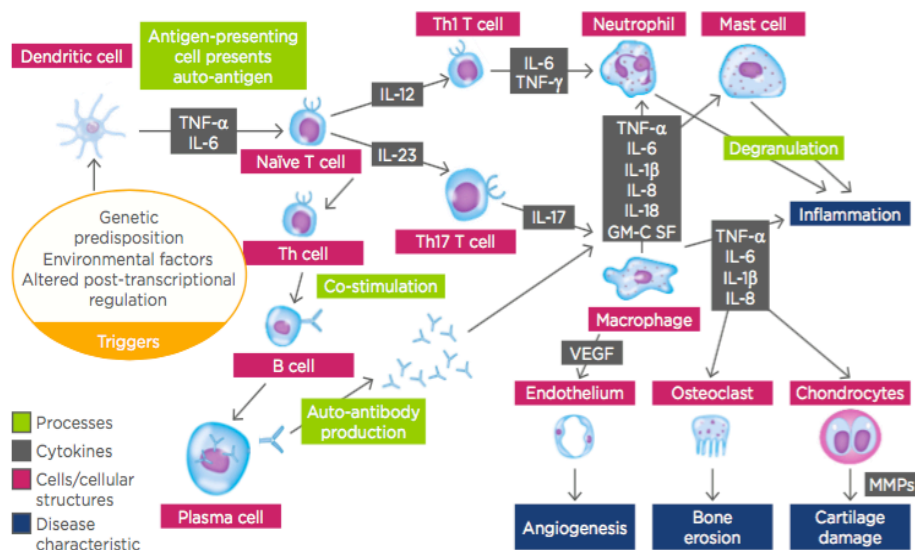 Dendritic cell
Antigen-presenting
cell presents
auto-antigen
Th1 T cell
Neutrophil
Mast cell
TNF-α
IL-6
IL-12
IL-6
TNF-γ
Naïve T cell
IL-23
TNF-α
IL-6
IL-1β
IL-8
IL-18
GM-C SF
Degranulation
Genetic
predisposition
Environmental factors
Altered post-transcriptional
regulation
Triggers
Th cell
Th17 T cell
IL-17
Inflammation
TNF-α
IL-6
IL-1β
IL-8
Co-stimulation
Macrophage
VEGF
B cell
Endothelium
Osteoclast
Chondrocytes
Auto-antibody
production
Processes
Cytokines
Cells/cellular
structures
Disease
characteristic
Plasma cell
MMPs
Angiogenesis
Bone
erosion
Cartilage
damage